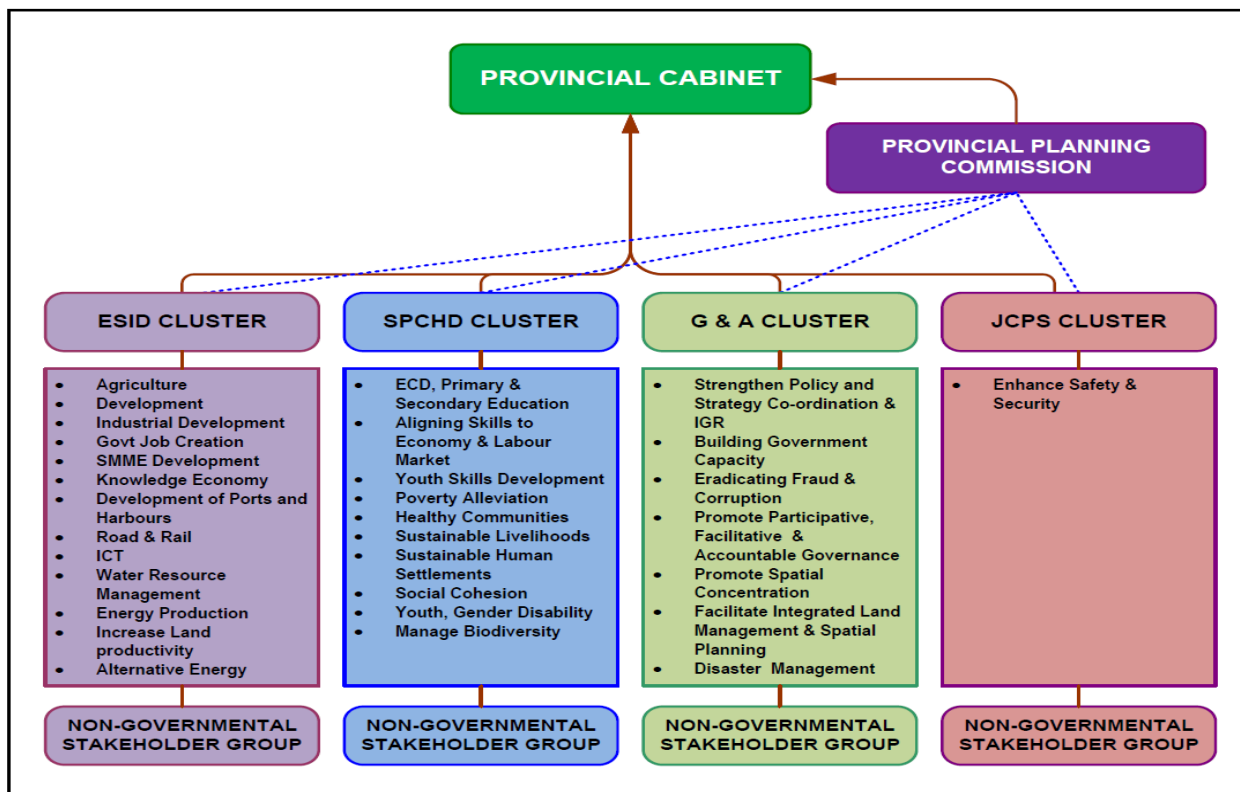 PROVINCIAL CABINET
PROVINCIAL PLANNING
COMMISSION
ESID CLUSTER
• Agriculture
• Development
• Industrial Development
• Govt Job Creation
• SMME Development
• Knowledge Economy
• Development of Ports and
Harbours
• Road & Rail
• ICT
• Water Resource
Management
• Energy Production
• Increase Land
productivity
• Alternative Energy
NON-GOVERNMENTAL
STAKEHOLDER GROUP
SPCHD CLUSTER
• ECD, Primary &
Secondary Education
• Aligning Skills to
Economy & Labour
Market
• Youth Skills Development
• Poverty Alleviation
• Healthy Communities
• Sustainable Livelihoods
• Sustainable Human
Settlements
• Social Cohesion
• Youth, Gender Disability
• Manage Biodiversity
NON-GOVERNMENTAL
STAKEHOLDER GROUP
G & A CLUSTER
• Strengthen Policy and
Strategy Co-ordination &
IGR
• Building Government
Capacity
• Eradicating Fraud &
Corruption
• Promote Participative,
Facilitative &
Accountable Governance
• Promote Spatial
Concentration
• Facilitate Integrated Land
Management & Spatial
Planning
• Disaster Management
NON-GOVERNMENTAL
STAKEHOLDER GROUP
JCPS CLUSTER
• Enhance Safety &
Security
NON-GOVERNMENTAL
STAKEHOLDER GROUP